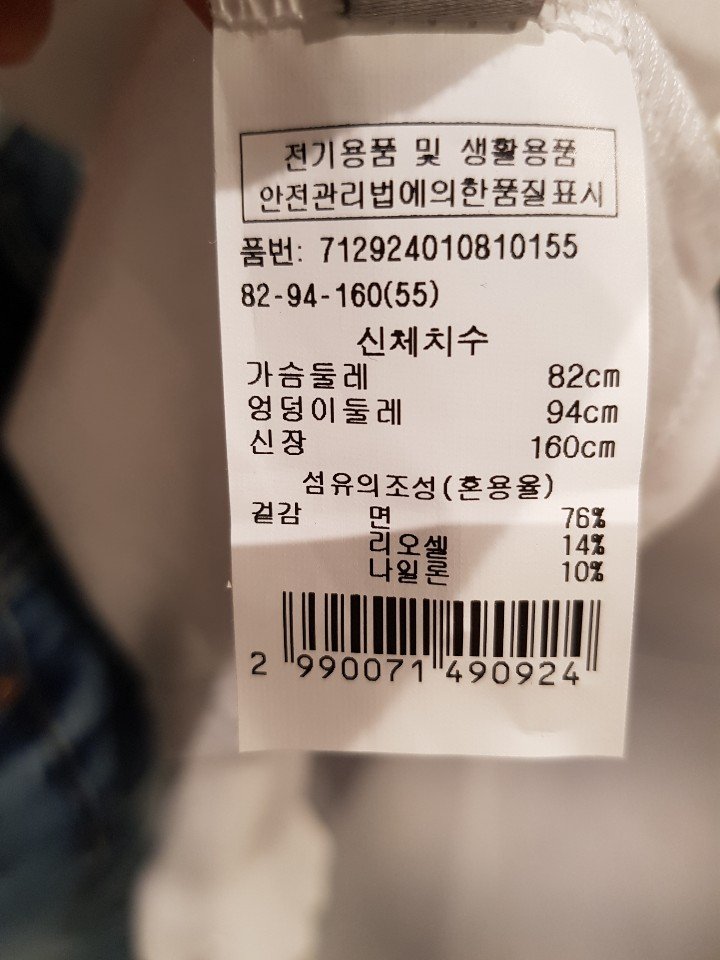 전기용품 및 생활용품
안전관리법에의한품질표시
품번: 712924010810155
82-94-160(55)
신체치수
가슴둘레 82cm
엉덩이둘레 94cm
신장 160cm
섬유의조성(혼용율)
겉감 면 76%
리오셀 14%
나일론 10%
2 990071 490924